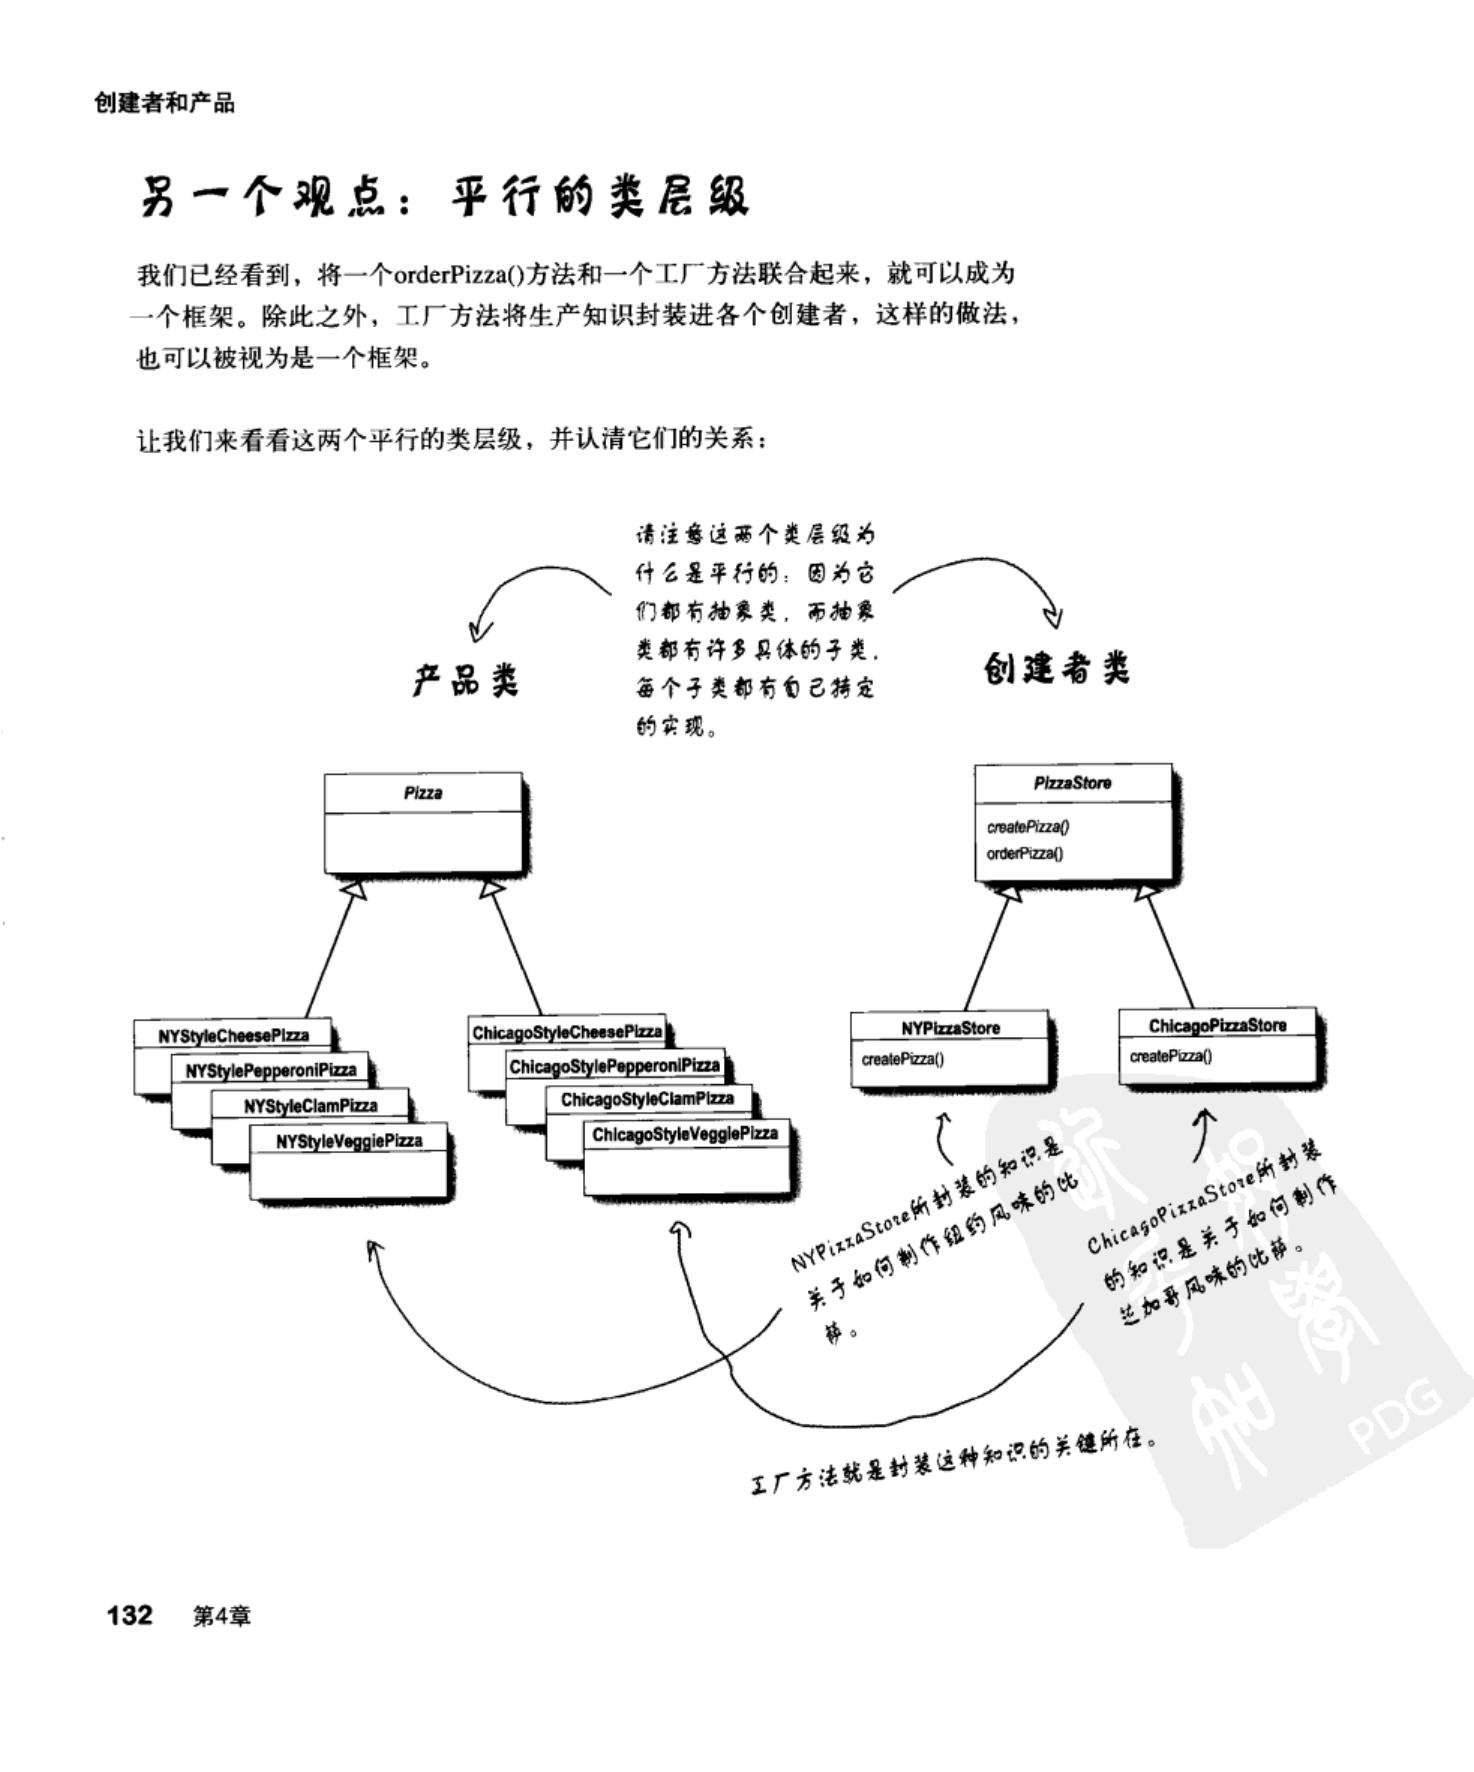 创建者和产品
另一个观点：平行的类层级
我们已经看到，将一个orderPizza()方法和一个工厂方法联合起来，就可以成为
一个框架。除此之外，工厂方法将生产知识封装进各个创建者，这样的做法，
也可以被视为是一个框架。
让我们来看看这两个平行的类层级，并认清它们的关系：
请注意这两个类层级为
什么是平行的：因为它
们都有抽象类，而抽象
类都有许多具体的子类，
每个子类都有自己特定
的实现。
产品类
创建者类
Pizza
PizzaStore
createPizza()
orderPizza()
NYStyleCheesePizza
NYStylePepperoniPizza
NYStyleClamPizza
NYStyleVeggiePizza
ChicagoStyleCheesePizza
ChicagoStylePepperoniPizza
ChicagoStyleClamPizza
ChicagoStyleVeggiePizza
NYPizzaStore
createPizza()
ChicagoPizzaStore
createPizza()
NYPizzaStore所封装的知识是
关于如何制作纽约风味的比
萨。
ChicagoPizzaStore所封装
的知识是关于如何制作
芝加哥风味的比萨。
工厂方法就是封装这种知识的关键所在。
PDG
132 第4章